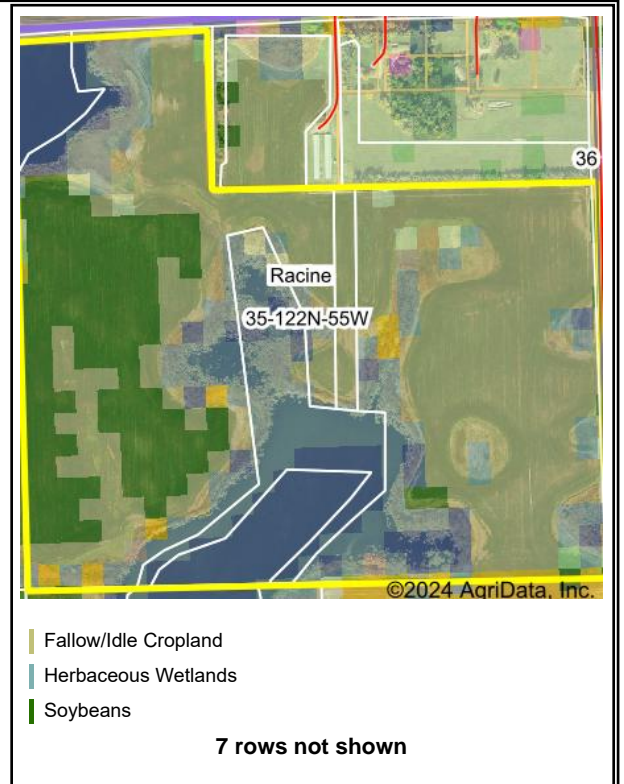 36
Racine
35-122N-55W
©2024 AgriData, Inc.
Fallow/Idle Cropland
Herbaceous Wetlands
Soybeans
7 rows not shown